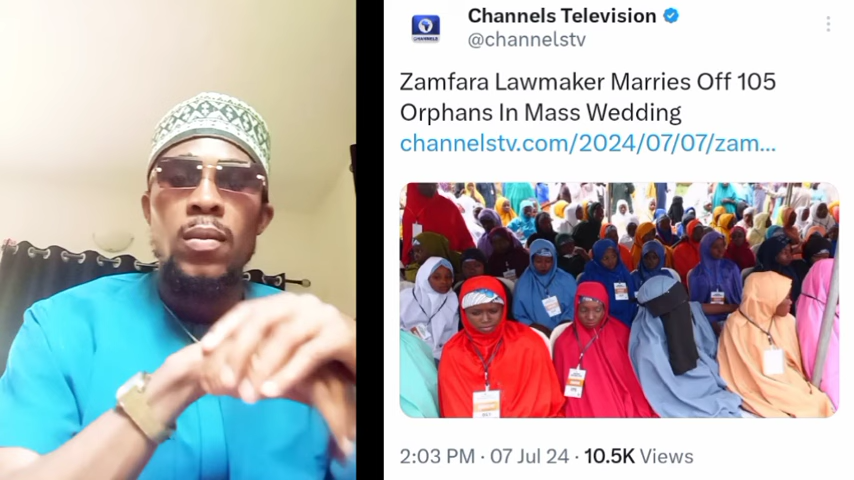 Channels Television
@channelstv
Zamfara Lawmaker Marries Off 105
Orphans In Mass Wedding
channelstv.com/2024/07/07/zam...
2:03 PM · 07 Jul 24 · 10.5K Views